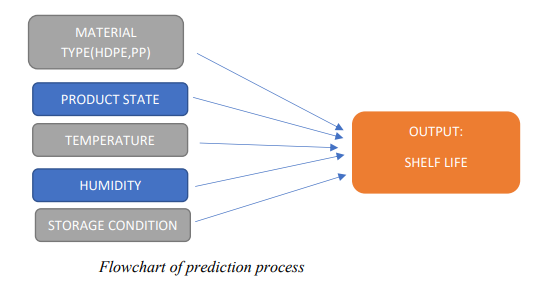 MATERIAL
TYPE(HDPE,PP)
PRODUCT STATE
TEMPERATURE
HUMIDITY
STORAGE CONDITION
OUTPUT:
SHELF LIFE
Flowchart of prediction process